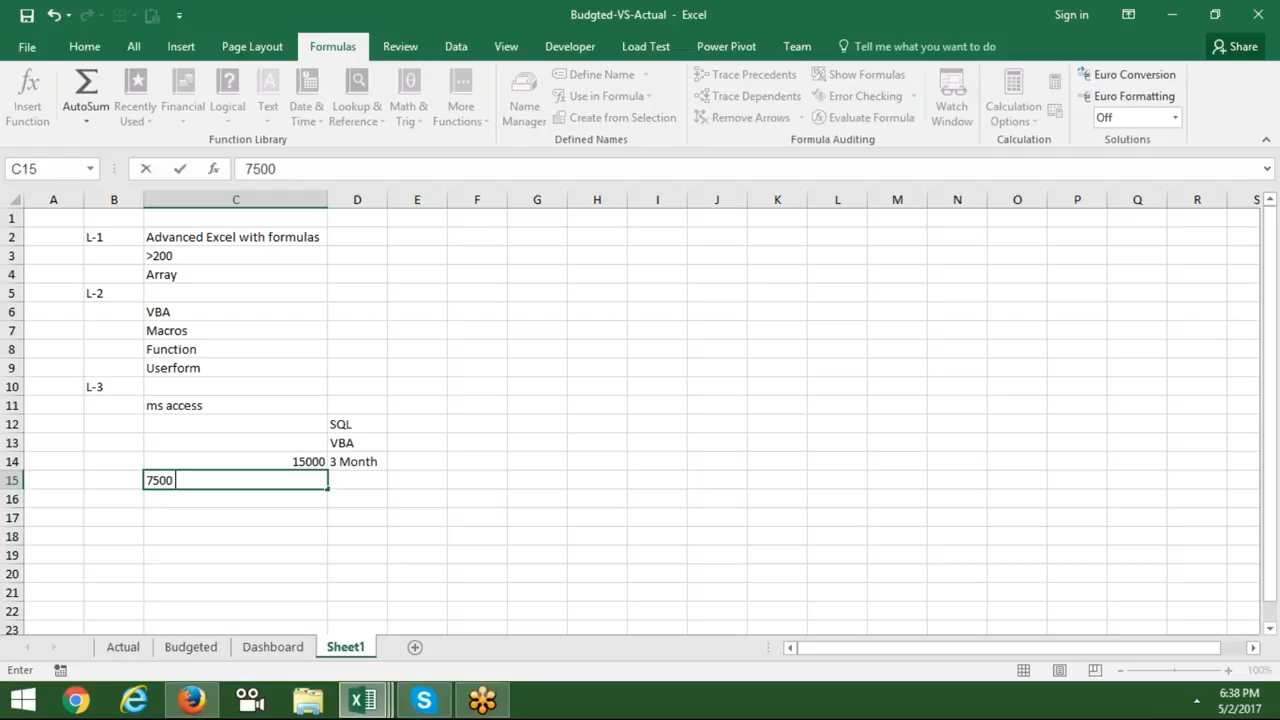 Budgted-VS-Actual - Excel
Sign in
File Home All Insert Page Layout Formulas Review Data View Developer Load Test Power Pivot Team Tell me what you want to do Share
Insert Function
AutoSum
Recently Used
Financial
Logical
Text
Date & Time
Lookup & Reference
Math & Trig
More Functions
Function Library
Name Manager
Define Name
Use in Formula
Create from Selection
Defined Names
Trace Precedents
Trace Dependents
Remove Arrows
Show Formulas
Error Checking
Evaluate Formula
Formula Auditing
Watch Window
Calculation Options
Calculation
Euro Conversion
Euro Formatting
Off
Solutions
C15 fx 7500
A B C D E F G H I J K L M N O P Q R S
1
2 L-1 Advanced Excel with formulas
3 >200
4 Array
5 L-2
6 VBA
7 Macros
8 Function
9 Userform
10 L-3
11 ms access
12 SQL
13 VBA
14 15000 3 Month
15 7500
16
17
18
19
20
21
22
23
Actual Budgeted Dashboard Sheet1
Enter 100%
6:38 PM
5/2/2017